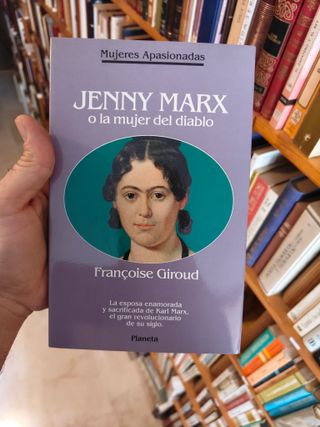 Mujeres Apasionadas
JENNY MARX
o la mujer del diablo
Françoise Giroud
La esposa enamorada
y sacrificada de Karl Marx,
el gran revolucionario
de su siglo.
Planeta